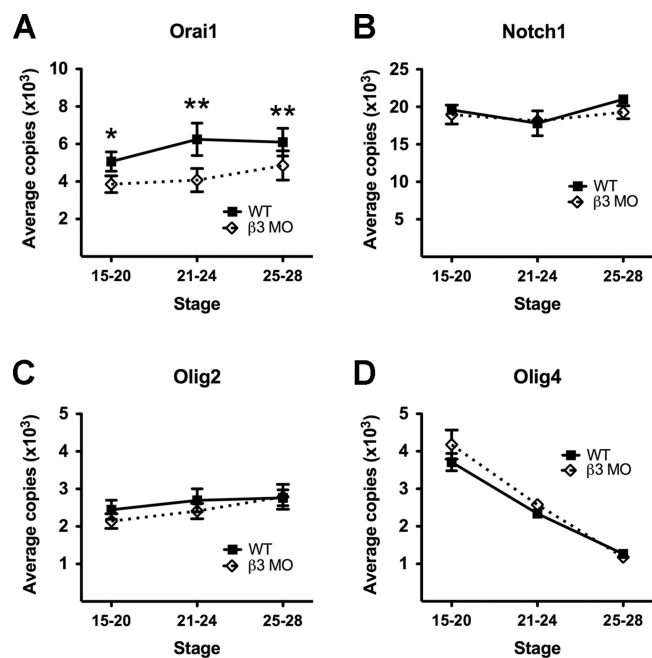 A
Orai1
Average copies (x10³)
10
8
6
4
2
*
**
**
WT
β3 MO
15-20
21-24
25-28
Stage
B
Notch1
Average copies (x10³)
25
20
15
10
5
WT
β3 MO
15-20
21-24
25-28
Stage
C
Olig2
Average copies (x10³)
5
4
3
2
1
WT
β3 MO
15-20
21-24
25-28
Stage
D
Olig4
Average copies (x10³)
5
4
3
2
1
WT
β3 MO
15-20
21-24
25-28
Stage